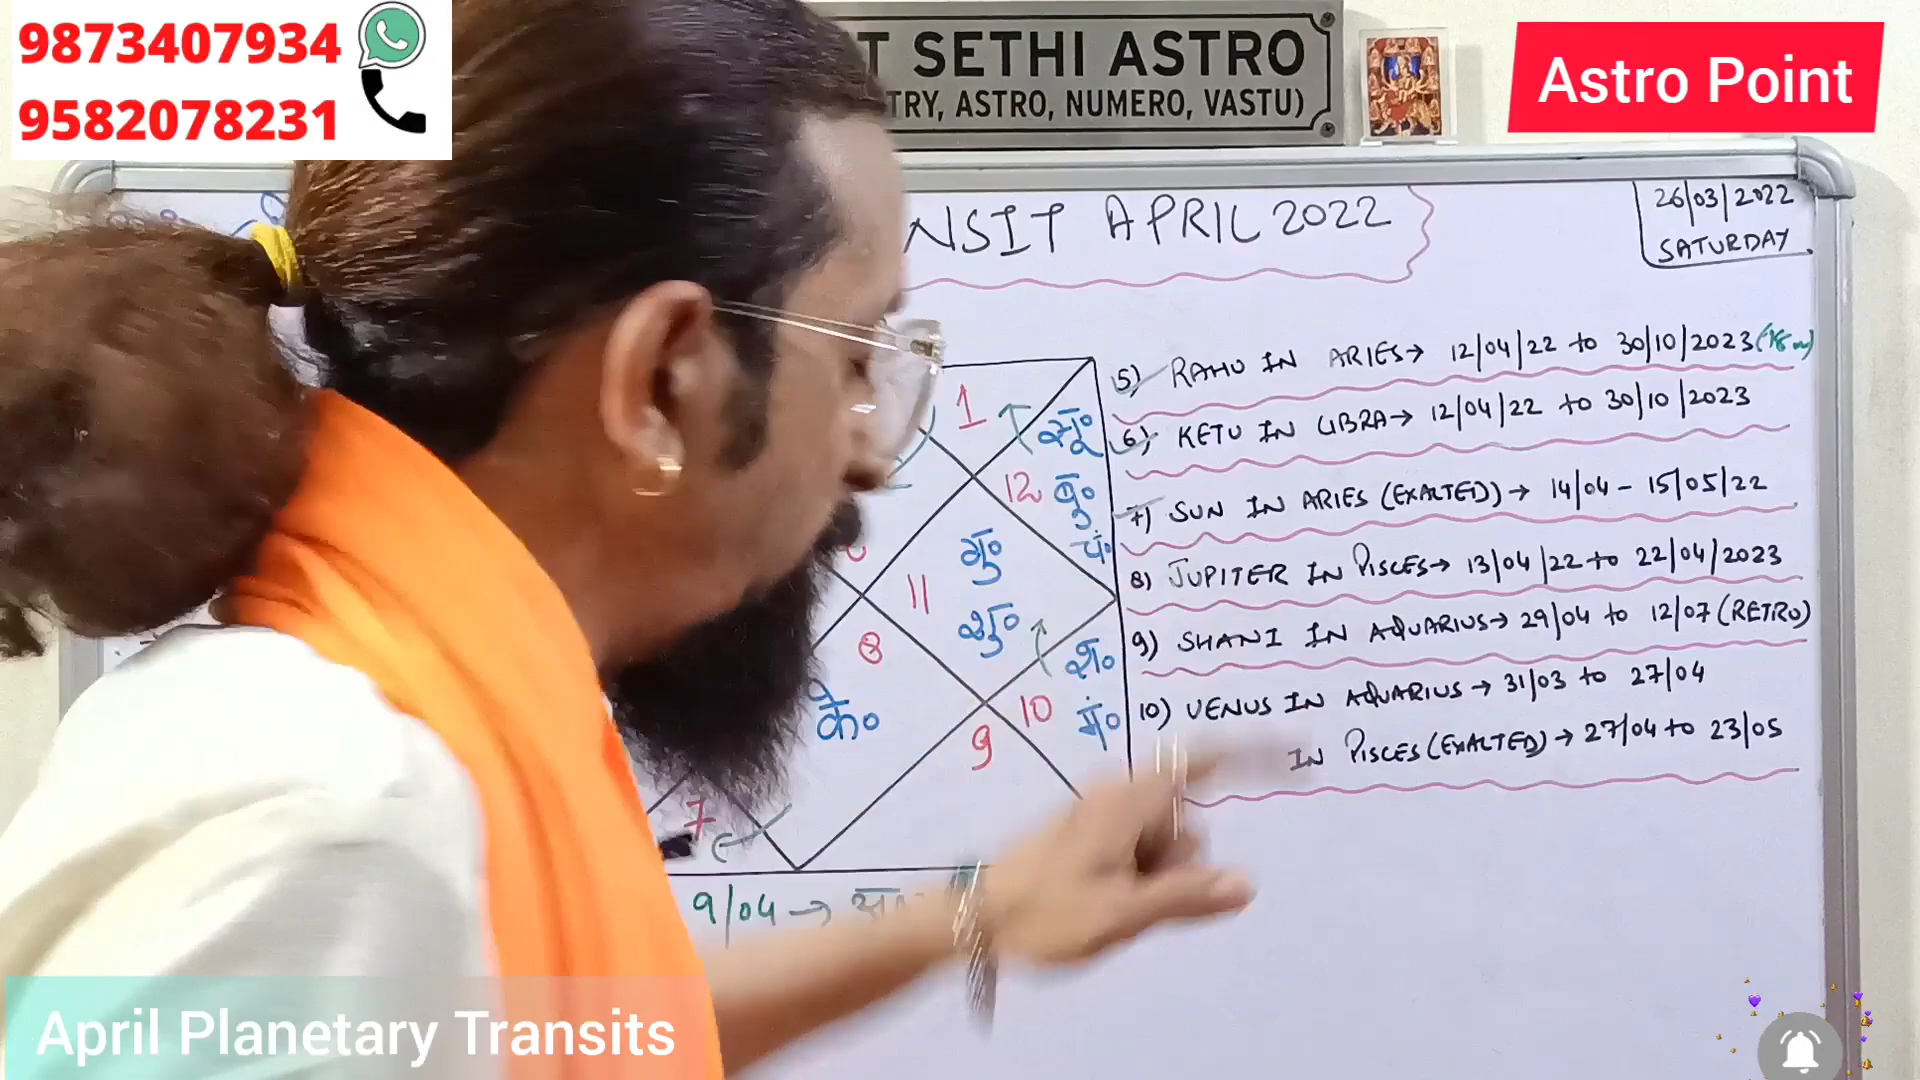 9873407934
9582078231
T SETHI ASTRO
TRY, ASTRO, NUMERO, VASTU)
Astro Point
NSIT APRIL 2022
26/03/2022
SATURDAY
5) RAHU IN ARIES→ 12/04/22 to 30/10/2023 (18m)
6) KETU IN LIBRA→ 12/04/22 to 30/10/2023
7) SUN IN ARIES (EXALTED)→ 14/04 - 15/05/22
8) JUPITER IN PISCES→ 13/04/22 to 22/04/2023
9) SHANI IN AQUARIUS→ 29/04 to 12/07 (RETRO)
10) VENUS IN AQUARIUS→ 31/03 to 27/04
IN PISCES (EXALTED)→ 27/04 to 23/05
1
सू०
12 बु०
चं०
11 गु०
शु०
8
के०
श०
10 मं०
9
7
9/04→
April Planetary Transits